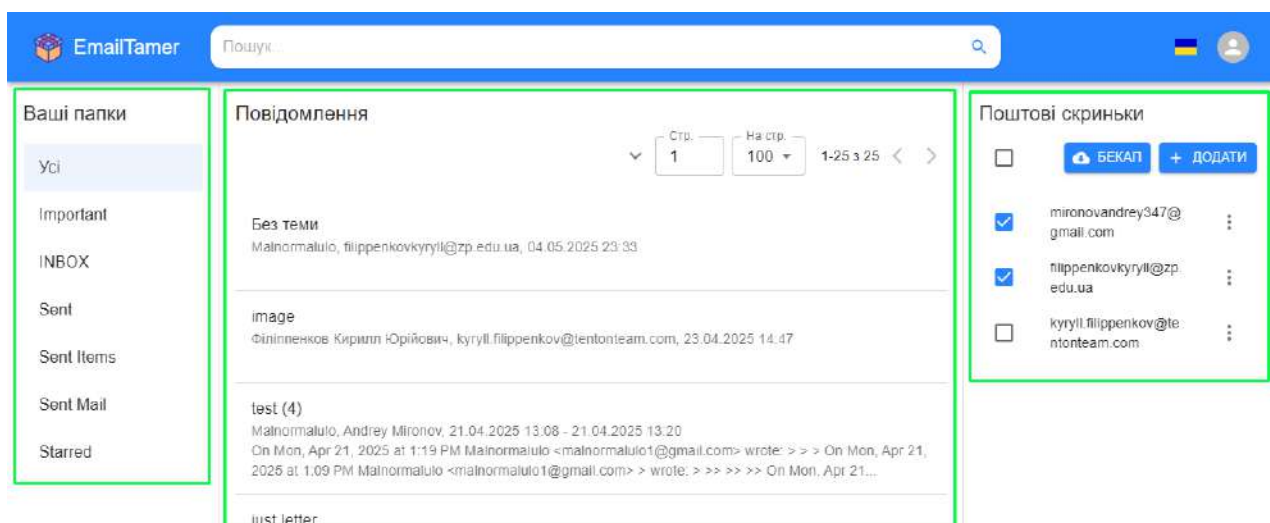 EmailTamer
Пошук...
Ваші папки
Усі
Important
INBOX
Sent
Sent Items
Sent Mail
Starred
Повідомлення
Стр.
1
На стр.
100
1-25 з 25
Без теми
Malnormalulo, filippenkovkyryll@zp.edu.ua, 04.05.2025 23:33
image
Філіппенков Кирилл Юрійович, kyryll.filippenkov@tentonteam.com, 23.04.2025 14:47
test (4)
Malnormalulo, Andrey Mironov, 21.04.2025 13:08 - 21.04.2025 13:20
On Mon, Apr 21, 2025 at 1:19 PM Malnormalulo <malnormalulo1@gmail.com> wrote: > > > On Mon, Apr 21,
2025 at 1:09 PM Malnormalulo <malnormalulo1@gmail.com> > wrote: > >> >> >> On Mon, Apr 21...
just letter
Поштові скриньки
БЕКАП
+ ДОДАТИ
mironovandrey347@
gmail.com
filippenkovkyryll@zp.
edu.ua
kyryll.filippenkov@te
ntonteam.com